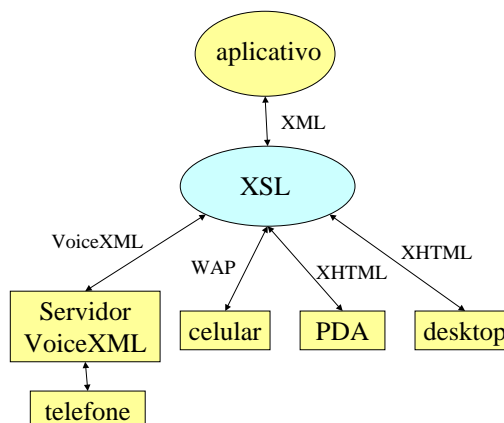 aplicativo
XML
XSL
VoiceXML
WAP
XHTML
XHTML
Servidor
VoiceXML
celular
PDA
desktop
telefone